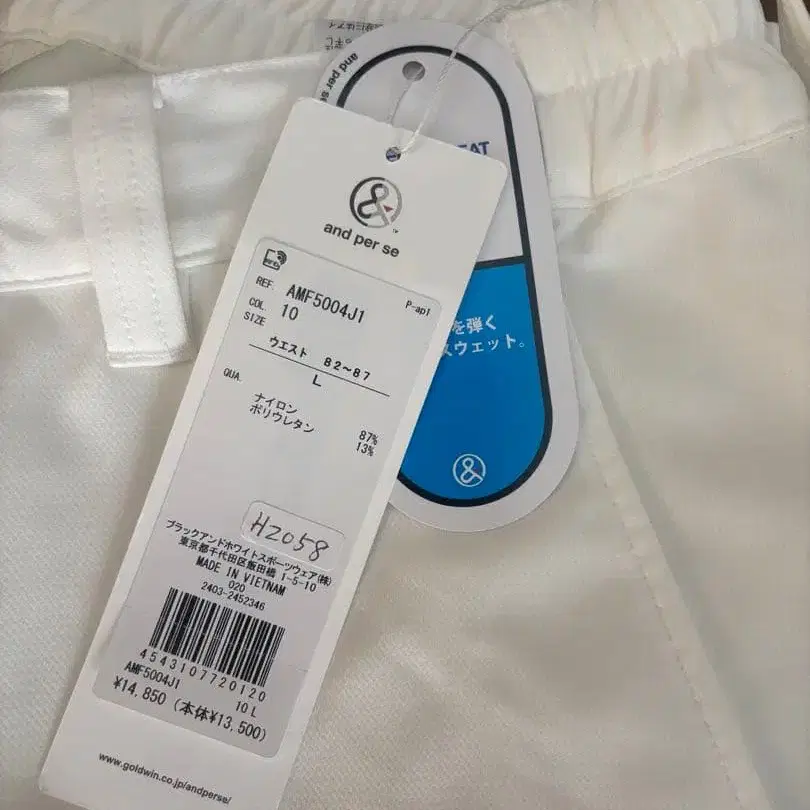 and per se
and per se
REF. AMF5004J1 P-apl
COL. 10
SIZE
ウエスト 82~87
L
QUA.
ナイロン 87%
ポリウレタン 13%
H2058
ブラックアンドホワイトスポーツウェア(株)
東京都千代田区飯田橋 1-5-10
MADE IN VIETNAM
020
2403-2452346
4543107720120
AMF5004J1 10 L
¥14,850 (本体¥13,500)
www.goldwin.co.jp/andperse/
を弾く
スウェット。